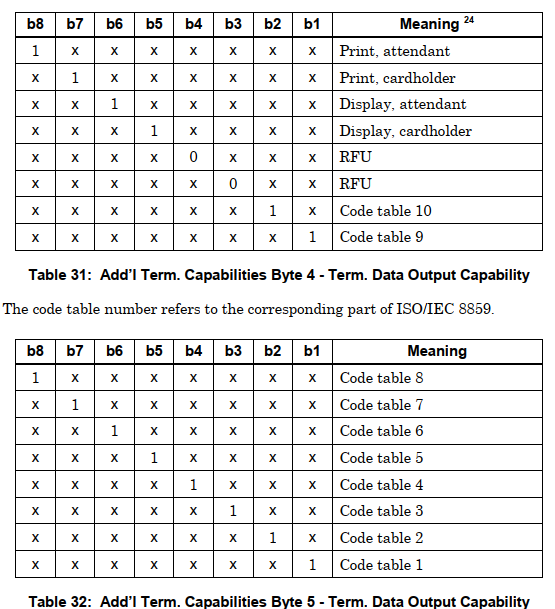 b8 b7 b6 b5 b4 b3 b2 b1 Meaning 24
1 x x x x x x x Print, attendant
x 1 x x x x x x Print, cardholder
x x 1 x x x x x Display, attendant
x x x 1 x x x x Display, cardholder
x x x x 0 x x x RFU
x x x x x 0 x x RFU
x x x x x x 1 x Code table 10
x x x x x x x 1 Code table 9
Table 31: Add'l Term. Capabilities Byte 4 - Term. Data Output Capability
The code table number refers to the corresponding part of ISO/IEC 8859.
b8 b7 b6 b5 b4 b3 b2 b1 Meaning
1 x x x x x x x Code table 8
x 1 x x x x x x Code table 7
x x 1 x x x x x Code table 6
x x x 1 x x x x Code table 5
x x x x 1 x x x Code table 4
x x x x x 1 x x Code table 3
x x x x x x 1 x Code table 2
x x x x x x x 1 Code table 1
Table 32: Add'l Term. Capabilities Byte 5 - Term. Data Output Capability